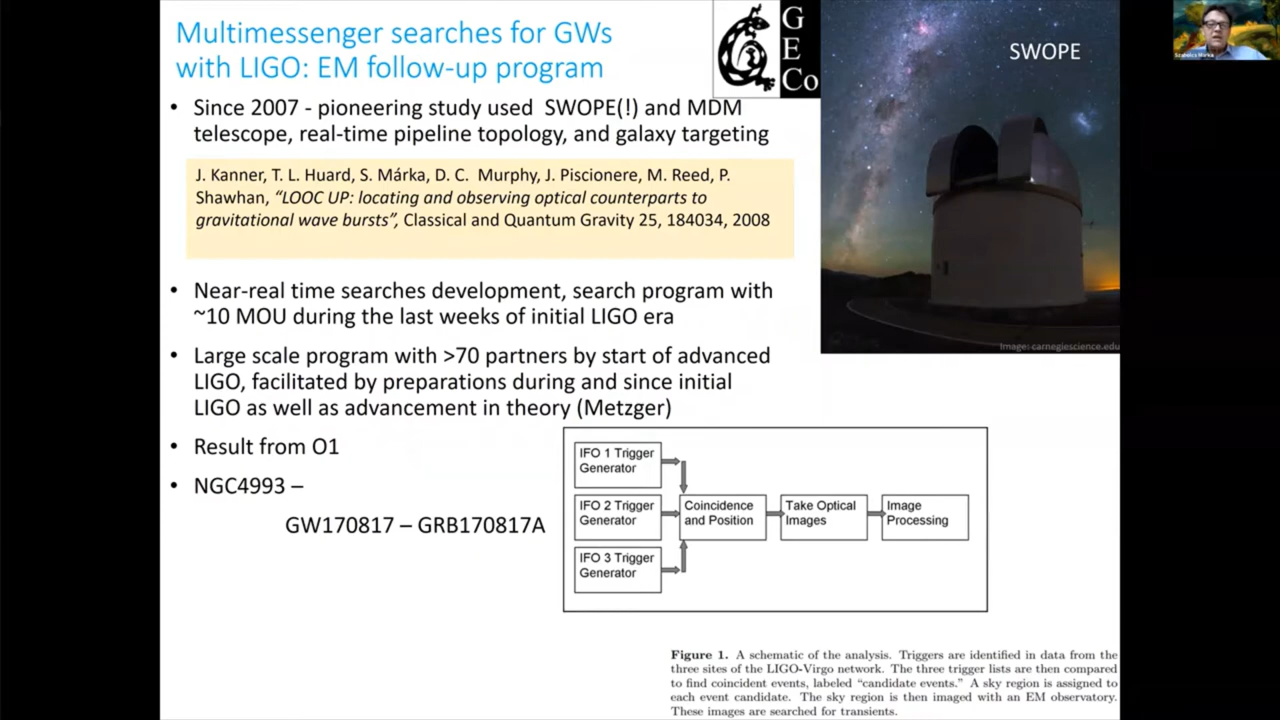 Multimessenger searches for GWs
with LIGO: EM follow-up program
G
E
Co
SWOPE
• Since 2007 - pioneering study used SWOPE(!) and MDM
telescope, real-time pipeline topology, and galaxy targeting
J. Kanner, T. L. Huard, S. Márka, D. C. Murphy, J. Piscionere, M. Reed, P.
Shawhan, “LOOC UP: locating and observing optical counterparts to
gravitational wave bursts”, Classical and Quantum Gravity 25, 184034, 2008
• Near-real time searches development, search program with
~10 MOU during the last weeks of initial LIGO era
Image: carnegiescience.edu
• Large scale program with >70 partners by start of advanced
LIGO, facilitated by preparations during and since initial
LIGO as well as advancement in theory (Metzger)
• Result from O1
• NGC4993 –
GW170817 – GRB170817A
IFO 1 Trigger
Generator
IFO 2 Trigger
Generator
IFO 3 Trigger
Generator
Coincidence
and Position
Take Optical
Images
Image
Processing
Figure 1. A schematic of the analysis. Triggers are identified in data from the
three sites of the LIGO-Virgo network. The three trigger lists are then compared
to find coincident events, labeled “candidate events.” A sky region is assigned to
each event candidate. The sky region is then imaged with an EM observatory.
These images are searched for transients.